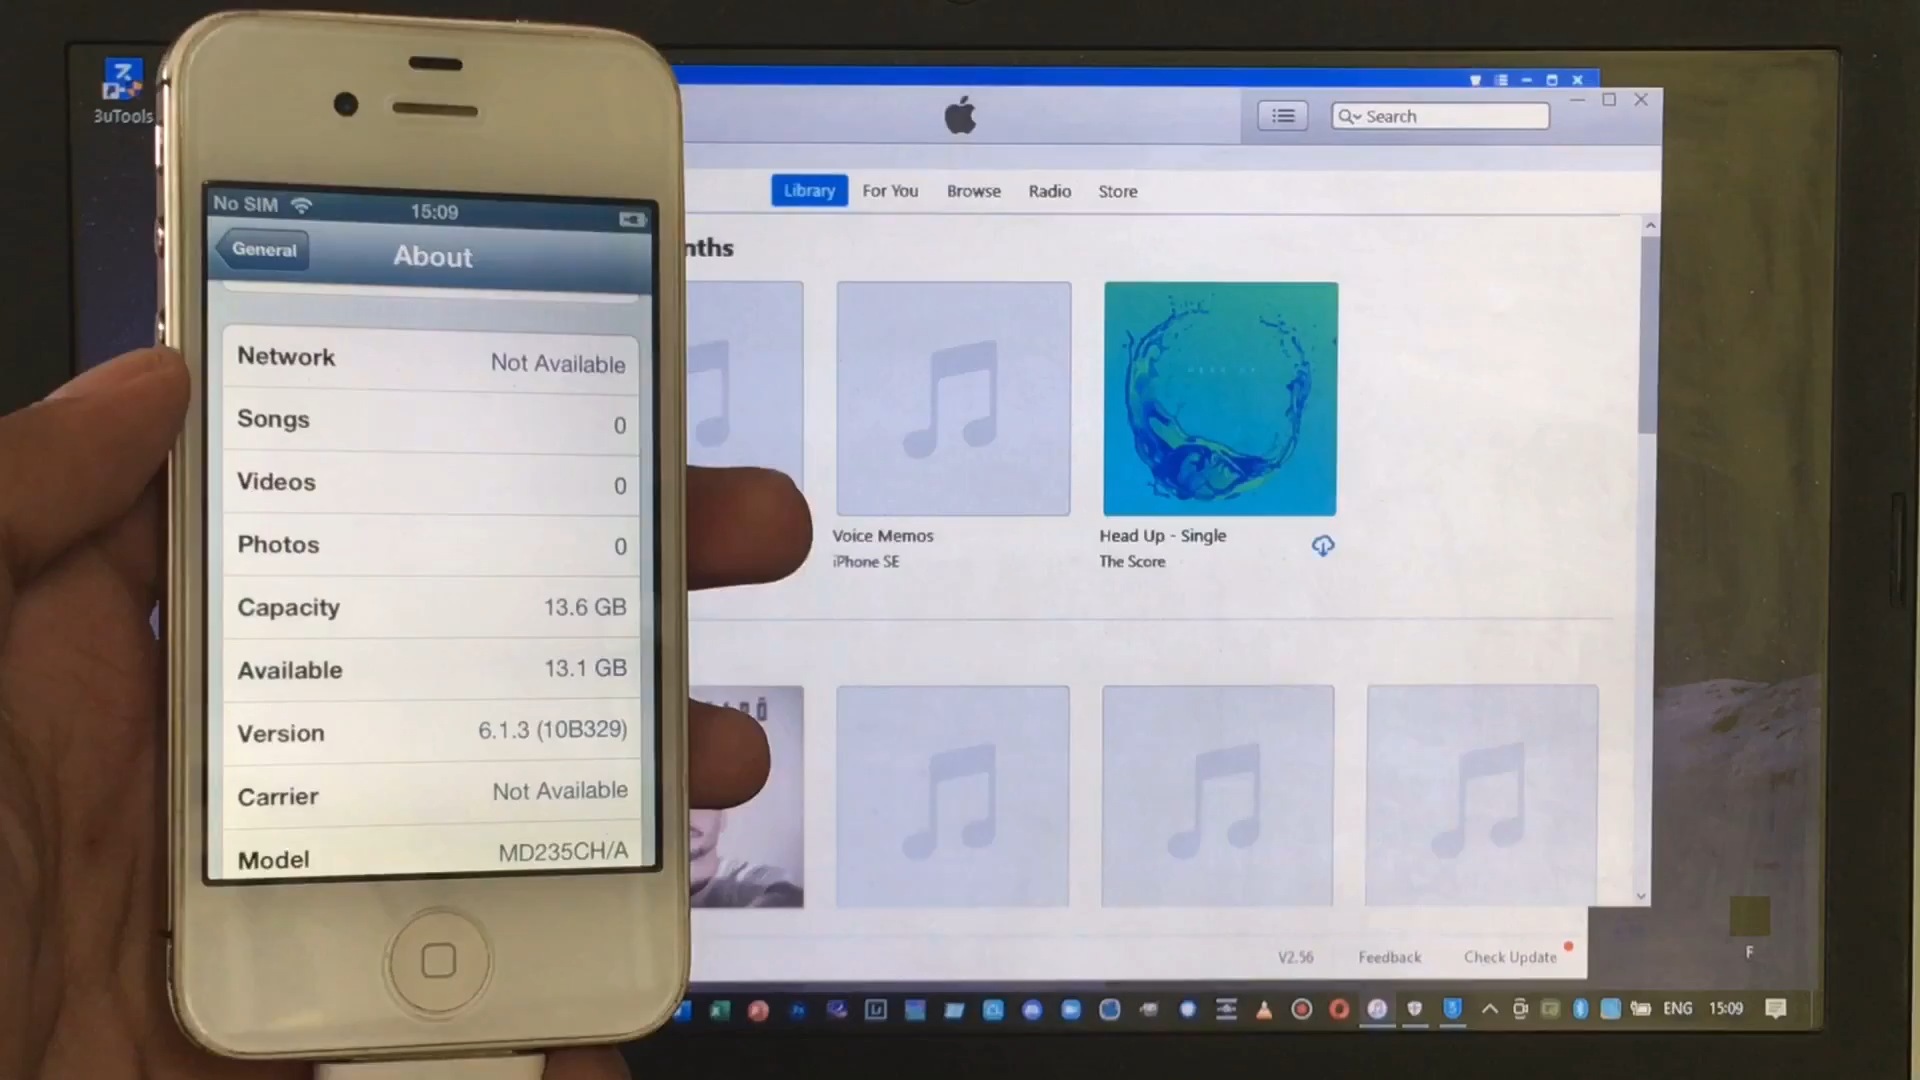 3uTools
No SIM
15:09
General
About
Network
Not Available
Songs
0
Videos
0
Photos
0
Capacity
13.6 GB
Available
13.1 GB
Version
6.1.3 (10B329)
Carrier
Not Available
Model
MD235CH/A
Search
Library
For You
Browse
Radio
Store
nths
HEAD UP
Voice Memos
iPhone SE
Head Up - Single
The Score
V2.56
Feedback
Check Update
F
ENG
15:09